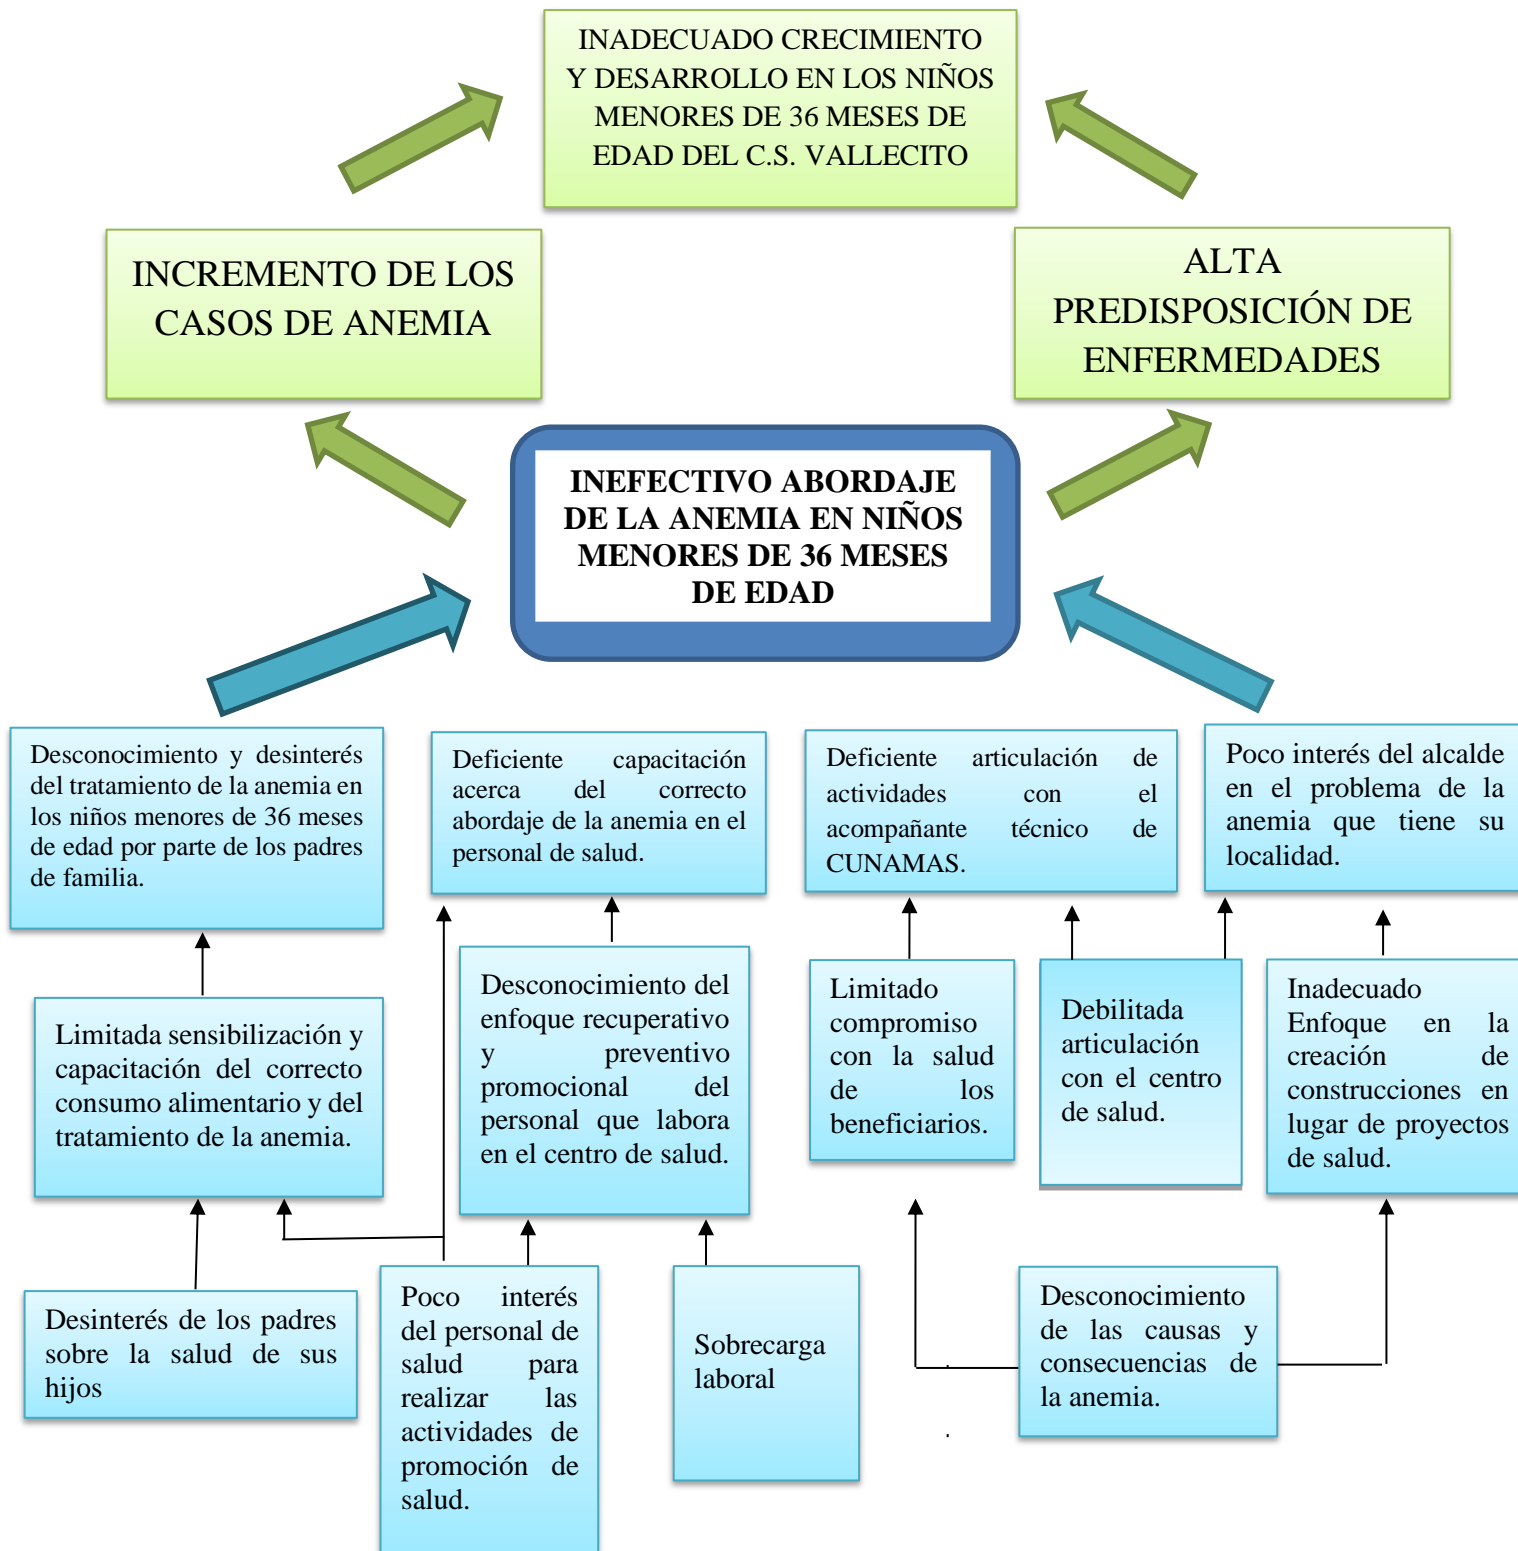 INADECUADO CRECIMIENTO
Y DESARROLLO EN LOS NIÑOS
MENORES DE 36 MESES DE
EDAD DEL C.S. VALLECITO
INCREMENTO DE LOS
CASOS DE ANEMIA
ALTA
PREDISPOSICIÓN DE
ENFERMEDADES
INEFECTIVO ABORDAJE
DE LA ANEMIA EN NIÑOS
MENORES DE 36 MESES
DE EDAD
Desconocimiento y desinterés
del tratamiento de la anemia en
los niños menores de 36 meses
de edad por parte de los padres
de familia.
Deficiente capacitación
acerca del correcto
abordaje de la anemia en el
personal de salud.
Deficiente articulación de
actividades con el
acompañante técnico de
CUNAMAS.
Poco interés del alcalde
en el problema de la
anemia que tiene su
localidad.
Limitada sensibilización y
capacitación del correcto
consumo alimentario y del
tratamiento de la anemia.
Desconocimiento del
enfoque recuperativo
y preventivo
promocional del
personal que labora
en el centro de salud.
Limitado
compromiso
con la salud
de los
beneficiarios.
Debilitada
articulación
con el centro
de salud.
Inadecuado
Enfoque en la
creación de
construcciones en
lugar de proyectos
de salud.
Desinterés de los padres
sobre la salud de sus
hijos
Poco interés
del personal de
salud para
realizar las
actividades de
promoción de
salud.
Sobrecarga
laboral
Desconocimiento
de las causas y
consecuencias de
la anemia.